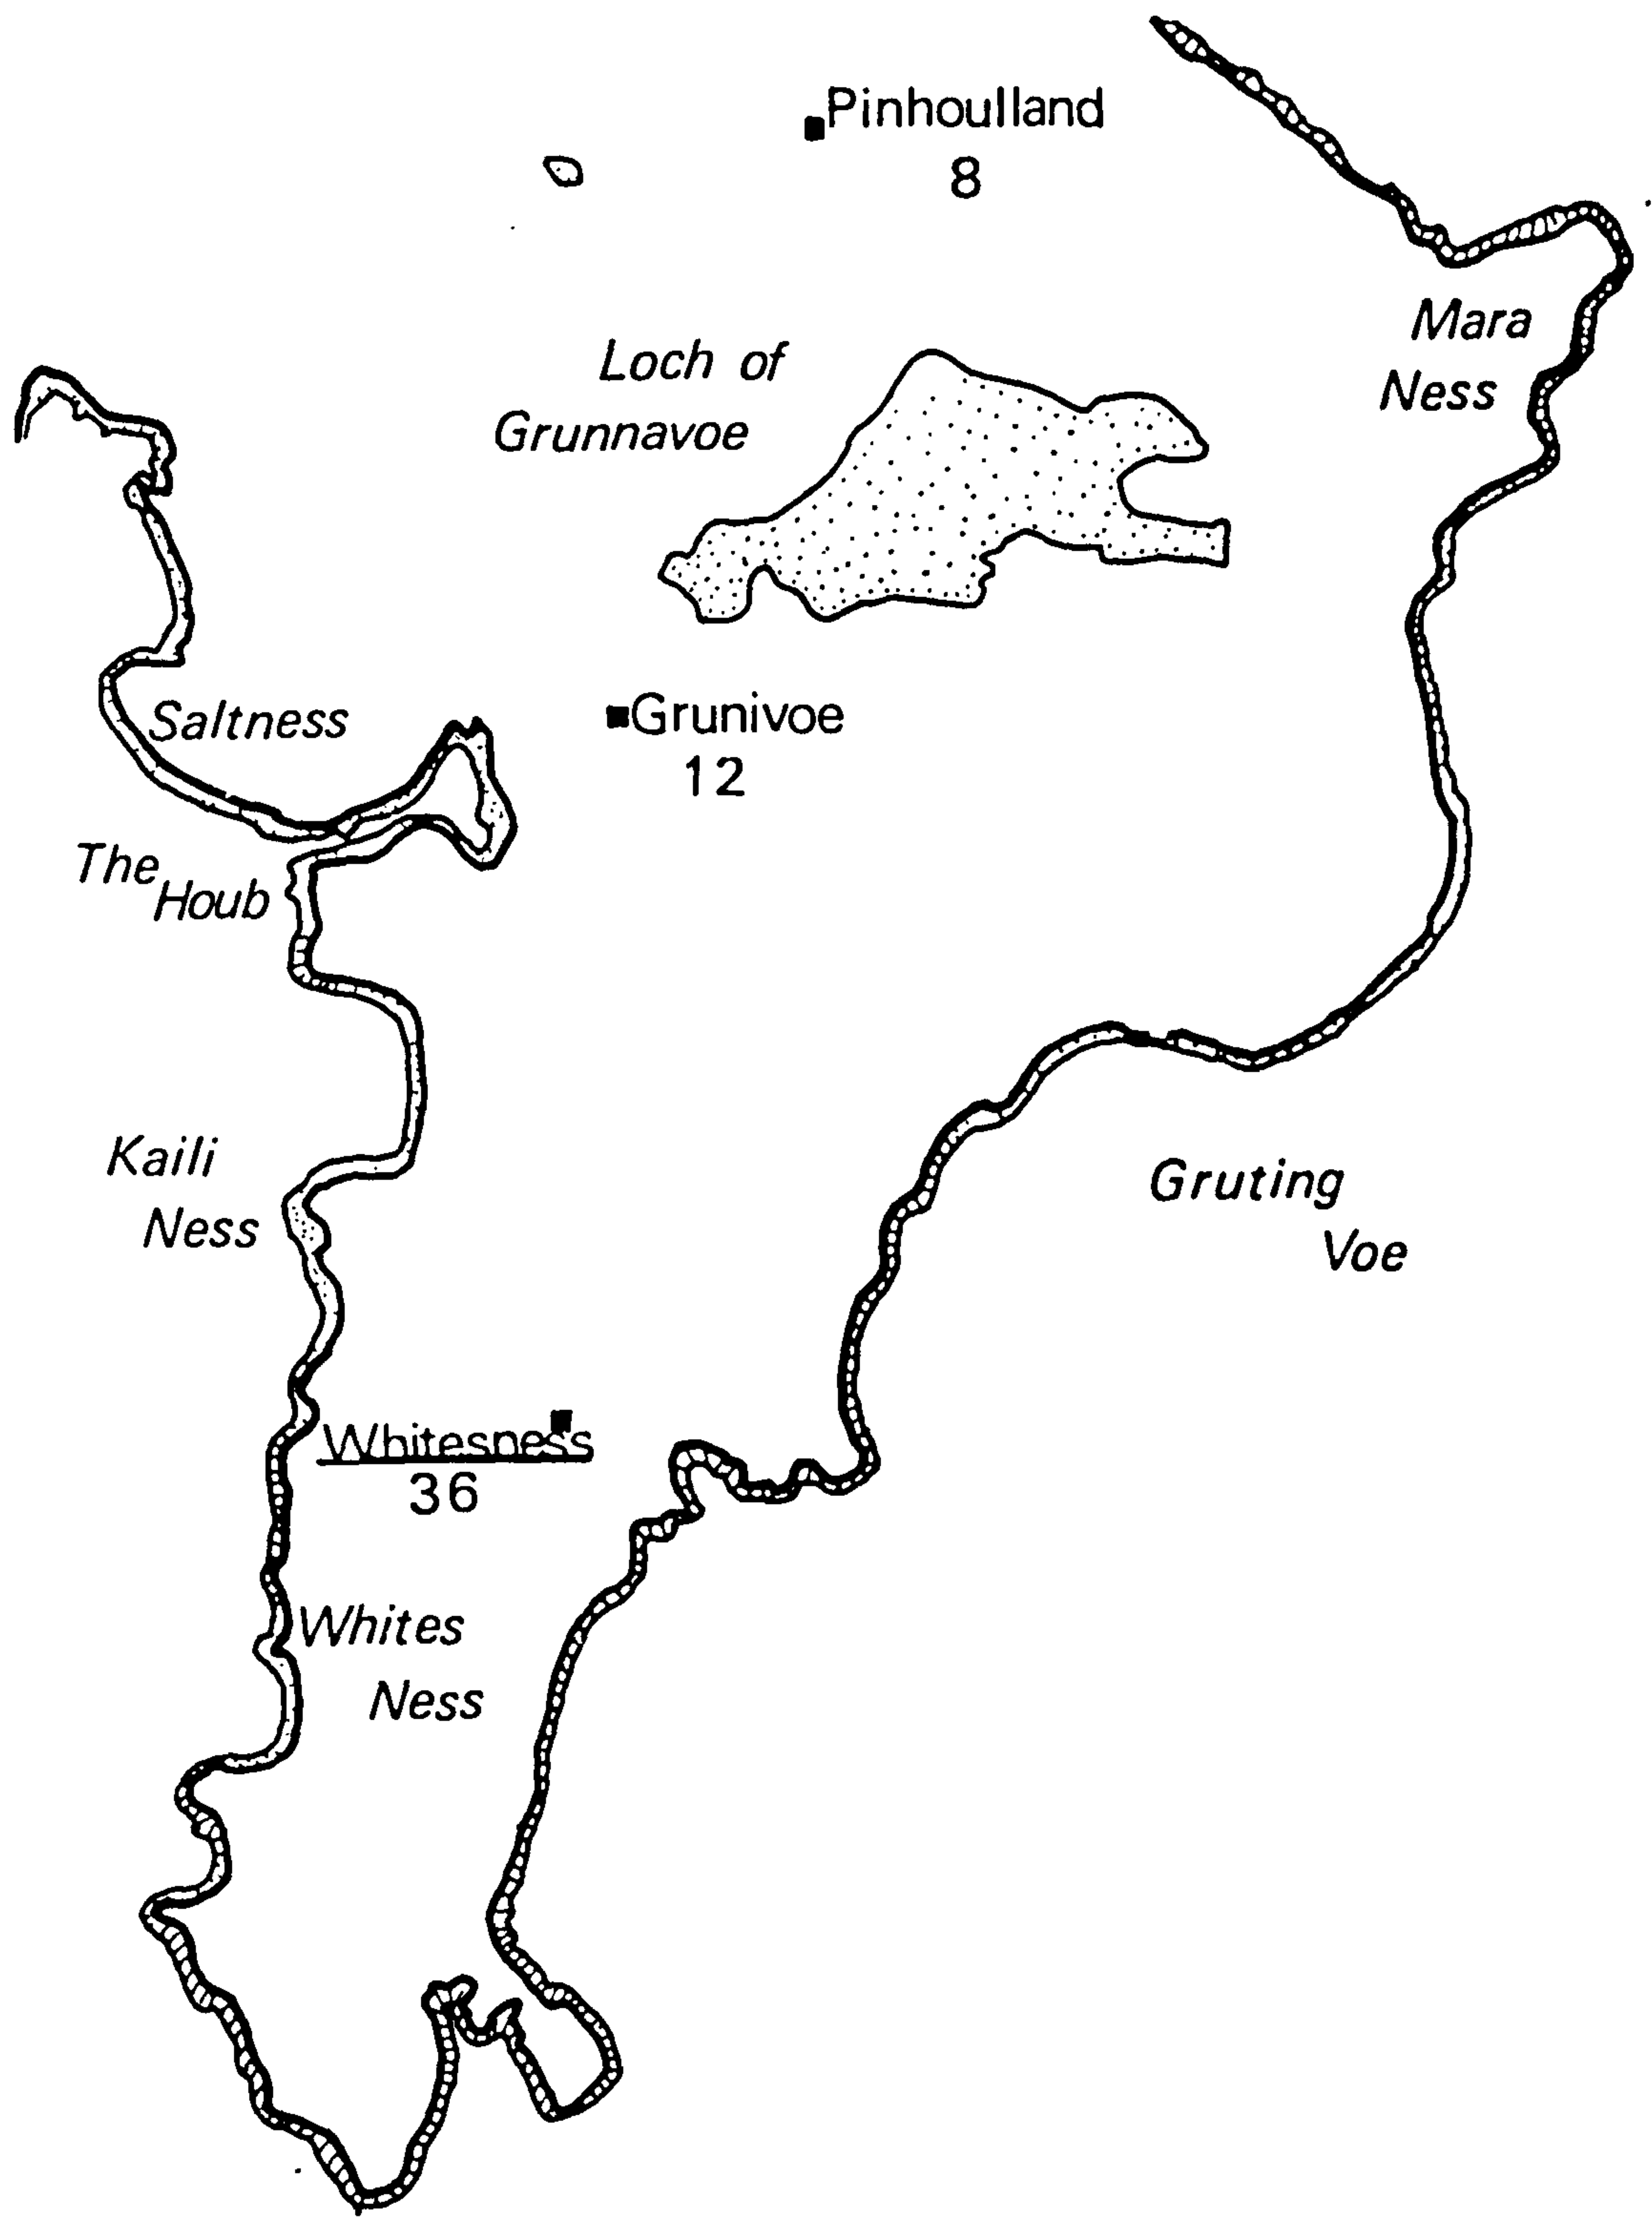 Pinhoulland
8
Mara
Ness
Loch of
Grunnavoe
Saltness
Grunivoe
12
The
Houb
Kaili
Ness
Gruting
Voe
Whitesness
36
Whites
Ness